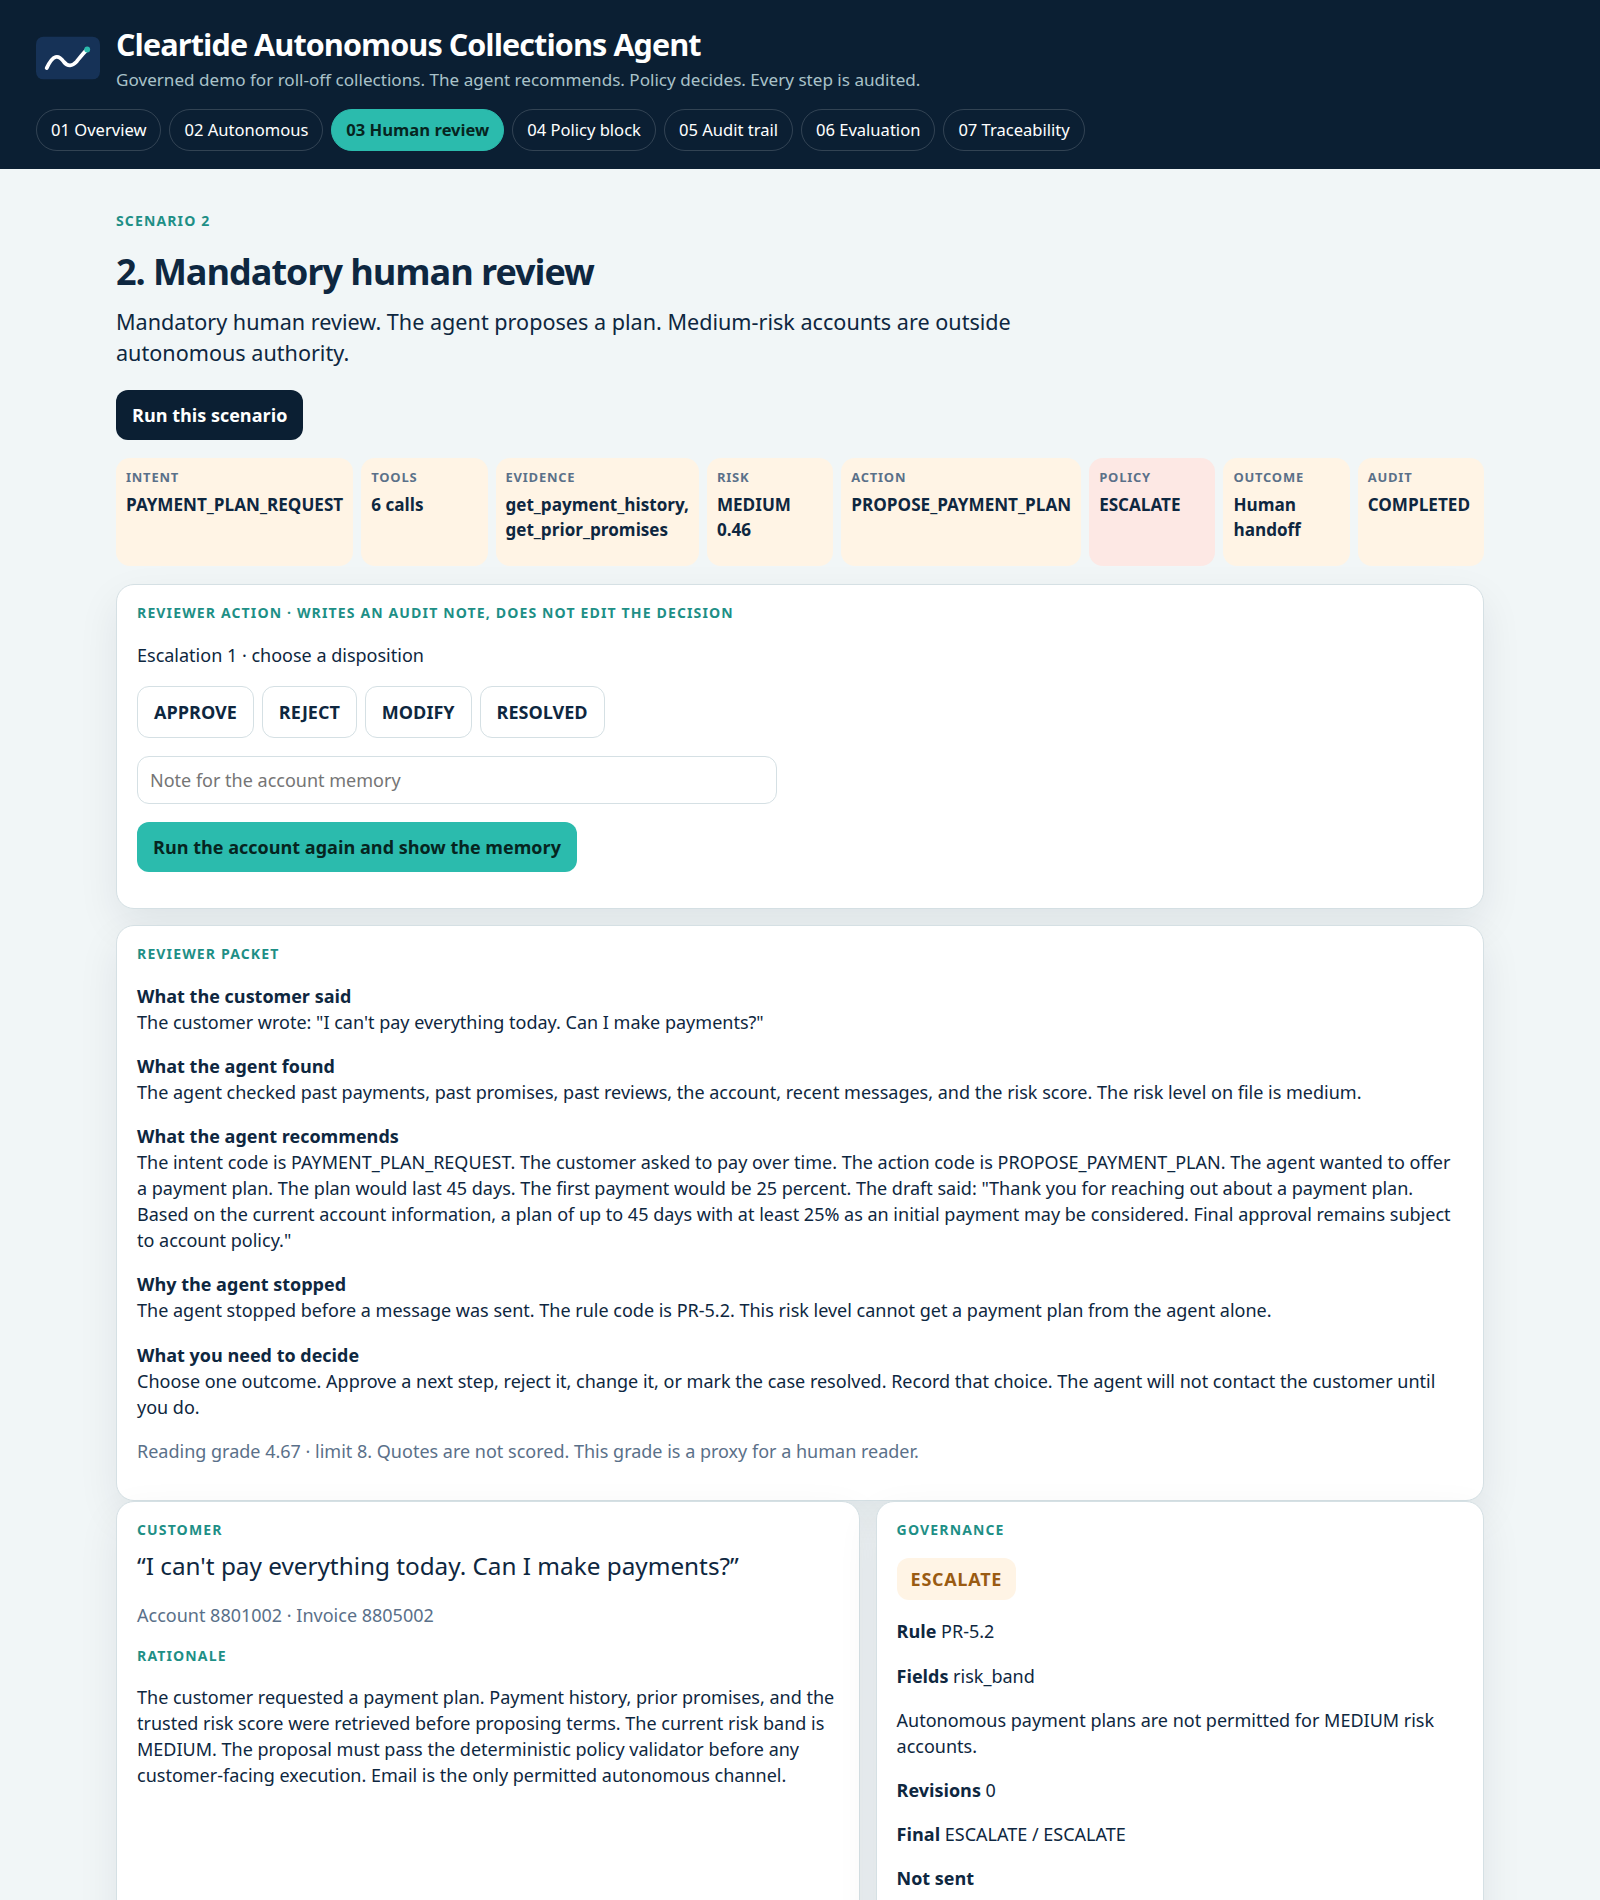 Cleartide Autonomous Collections Agent
Governed demo for roll-off collections. The agent recommends. Policy decides. Every step is audited.
01 Overview
02 Autonomous
03 Human review
04 Policy block
05 Audit trail
06 Evaluation
07 Traceability
SCENARIO 2
2. Mandatory human review
Mandatory human review. The agent proposes a plan. Medium-risk accounts are outside
autonomous authority.
Run this scenario
INTENT
PAYMENT_PLAN_REQUEST
TOOLS
6 calls
EVIDENCE
get_payment_history,
get_prior_promises
RISK
MEDIUM
0.46
ACTION
PROPOSE_PAYMENT_PLAN
POLICY
ESCALATE
OUTCOME
Human
handoff
AUDIT
COMPLETED
REVIEWER ACTION · WRITES AN AUDIT NOTE, DOES NOT EDIT THE DECISION
Escalation 1 · choose a disposition
APPROVE
REJECT
MODIFY
RESOLVED
Note for the account memory
Run the account again and show the memory
REVIEWER PACKET
What the customer said
The customer wrote: "I can't pay everything today. Can I make payments?"
What the agent found
The agent checked past payments, past promises, past reviews, the account, recent messages, and the risk score. The risk level on file is medium.
What the agent recommends
The intent code is PAYMENT_PLAN_REQUEST. The customer asked to pay over time. The action code is PROPOSE_PAYMENT_PLAN. The agent wanted to offer
a payment plan. The plan would last 45 days. The first payment would be 25 percent. The draft said: "Thank you for reaching out about a payment plan.
Based on the current account information, a plan of up to 45 days with at least 25% as an initial payment may be considered. Final approval remains subject
to account policy."
Why the agent stopped
The agent stopped before a message was sent. The rule code is PR-5.2. This risk level cannot get a payment plan from the agent alone.
What you need to decide
Choose one outcome. Approve a next step, reject it, change it, or mark the case resolved. Record that choice. The agent will not contact the customer until
you do.
Reading grade 4.67 · limit 8. Quotes are not scored. This grade is a proxy for a human reader.
CUSTOMER
“I can't pay everything today. Can I make payments?”
Account 8801002 · Invoice 8805002
RATIONALE
The customer requested a payment plan. Payment history, prior promises, and the
trusted risk score were retrieved before proposing terms. The current risk band is
MEDIUM. The proposal must pass the deterministic policy validator before any
customer-facing execution. Email is the only permitted autonomous channel.
GOVERNANCE
ESCALATE
Rule PR-5.2
Fields risk_band
Autonomous payment plans are not permitted for MEDIUM risk
accounts.
Revisions 0
Final ESCALATE / ESCALATE
Not sent